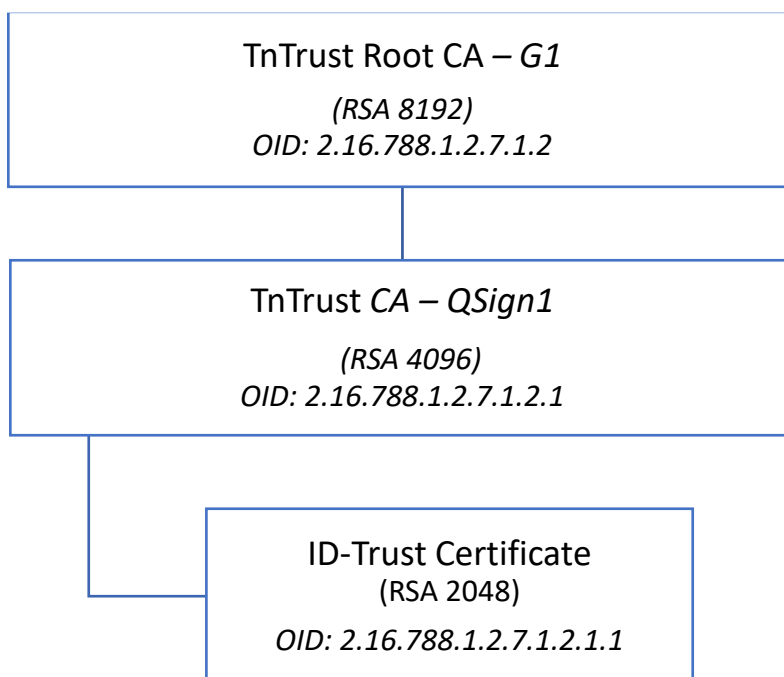 TnTrust Root CA – G1
(RSA 8192)
OID: 2.16.788.1.2.7.1.2
TnTrust CA – QSign1
(RSA 4096)
OID: 2.16.788.1.2.7.1.2.1
ID-Trust Certificate
(RSA 2048)
OID: 2.16.788.1.2.7.1.2.1.1